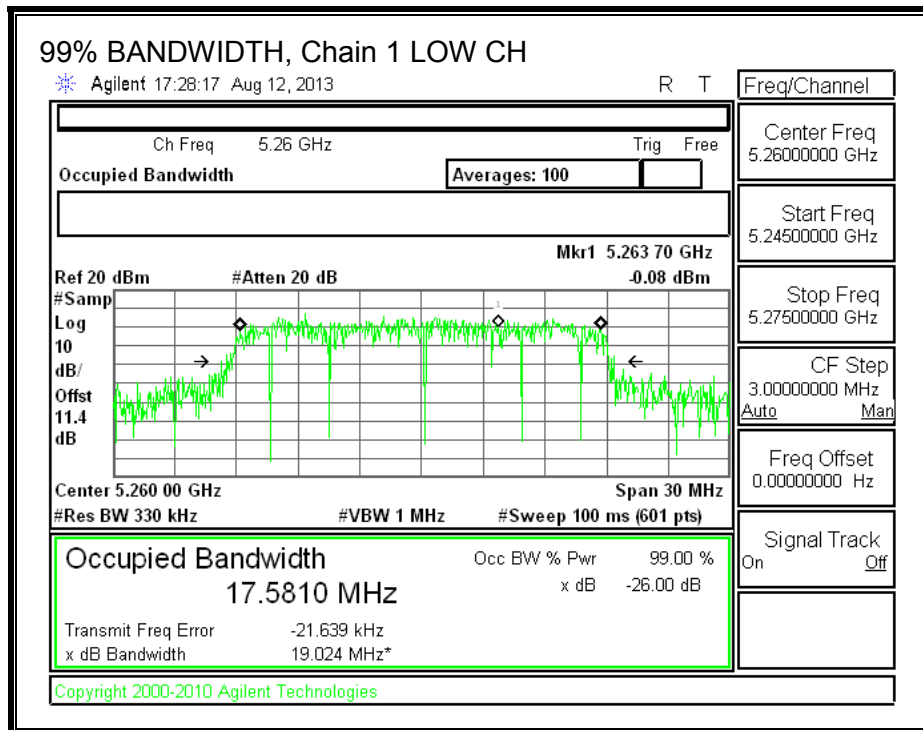 99% BANDWIDTH, Chain 1 LOW CH
Agilent 17:28:17 Aug 12, 2013 R T
Ch Freq 5.26 GHz Trig Free
Occupied Bandwidth Averages: 100
Mkr1 5.263 70 GHz
Ref 20 dBm #Atten 20 dB -0.08 dBm
#Samp
Log
10
dB/
Offst
11.4
dB
1
Center 5.260 00 GHz Span 30 MHz
#Res BW 330 kHz #VBW 1 MHz #Sweep 100 ms (601 pts)
Occupied Bandwidth Occ BW % Pwr 99.00 %
17.5810 MHz x dB -26.00 dB
Transmit Freq Error -21.639 kHz
x dB Bandwidth 19.024 MHz*
Copyright 2000-2010 Agilent Technologies
Freq/Channel
Center Freq
5.26000000 GHz
Start Freq
5.24500000 GHz
Stop Freq
5.27500000 GHz
CF Step
3.00000000 MHz
Auto Man
Freq Offset
0.00000000 Hz
Signal Track
On Off